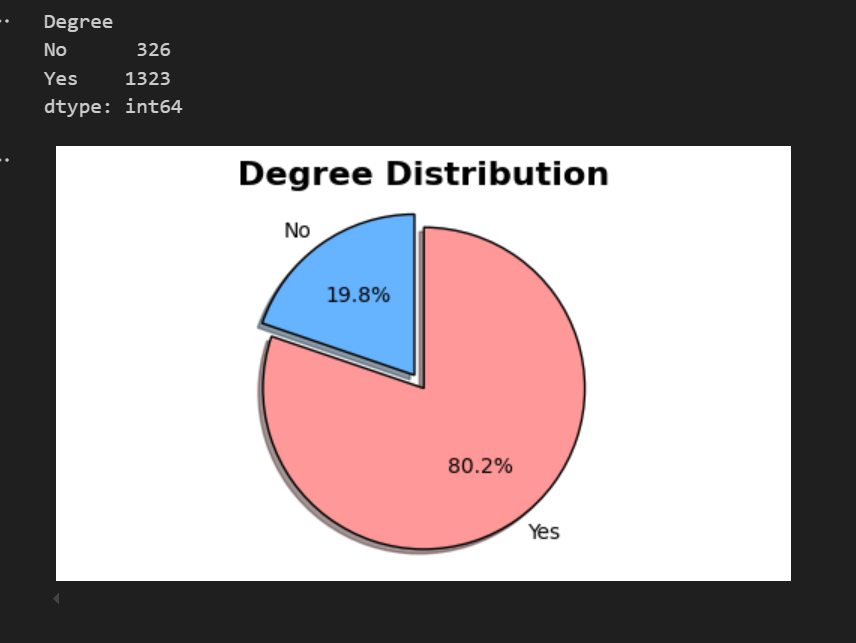 Degree
No 326
Yes 1323
dtype: int64
Degree Distribution
No
19.8%
80.2%
Yes